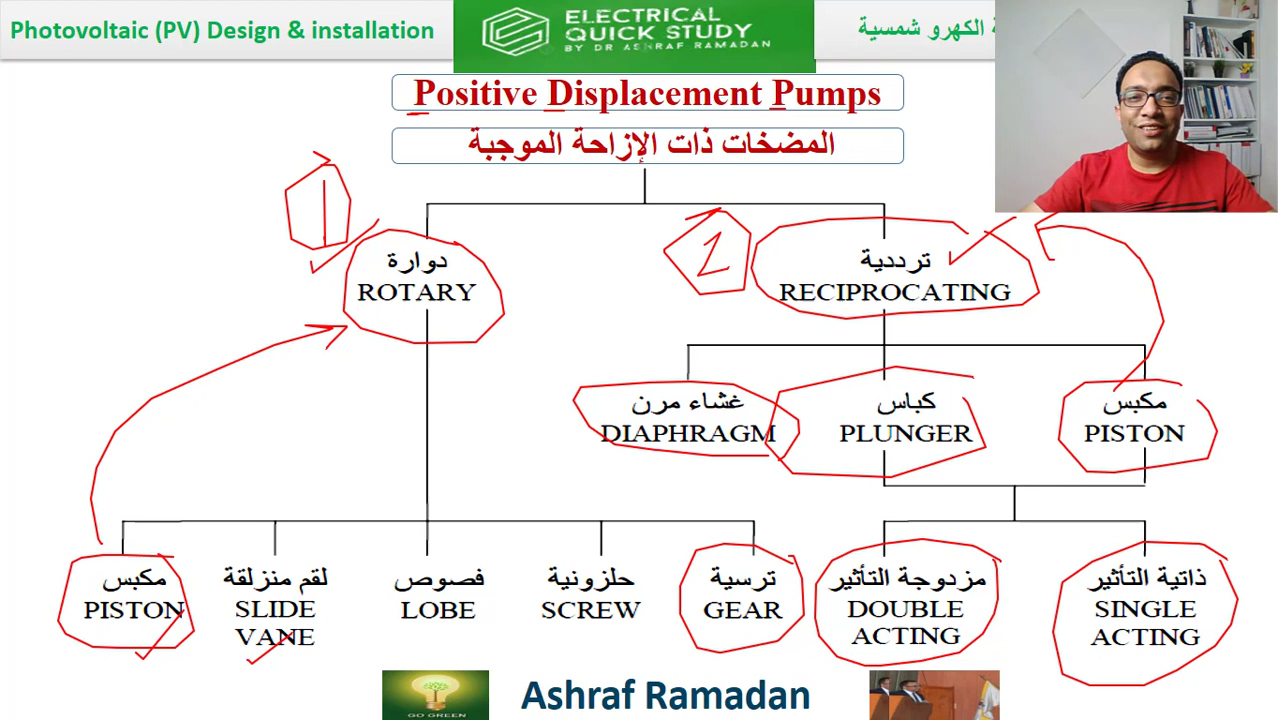 Photovoltaic (PV) Design & installation
ELECTRICAL
QUICK STUDY
BY DR ASHRAF RAMADAN
الكهرو شمسية
Positive Displacement Pumps
المضخات ذات الإزاحة الموجبة
1
2
دوارة
ROTARY
ترددية
RECIPROCATING
غشاء مرن
DIAPHRAGM
كباس
PLUNGER
مكبس
PISTON
مكبس
PISTON
لقم منزلقة
SLIDE
VANE
فصوص
LOBE
حلزونية
SCREW
ترسية
GEAR
مزدوجة التأثير
DOUBLE
ACTING
ذاتية التأثير
SINGLE
ACTING
GO GREEN
Ashraf Ramadan